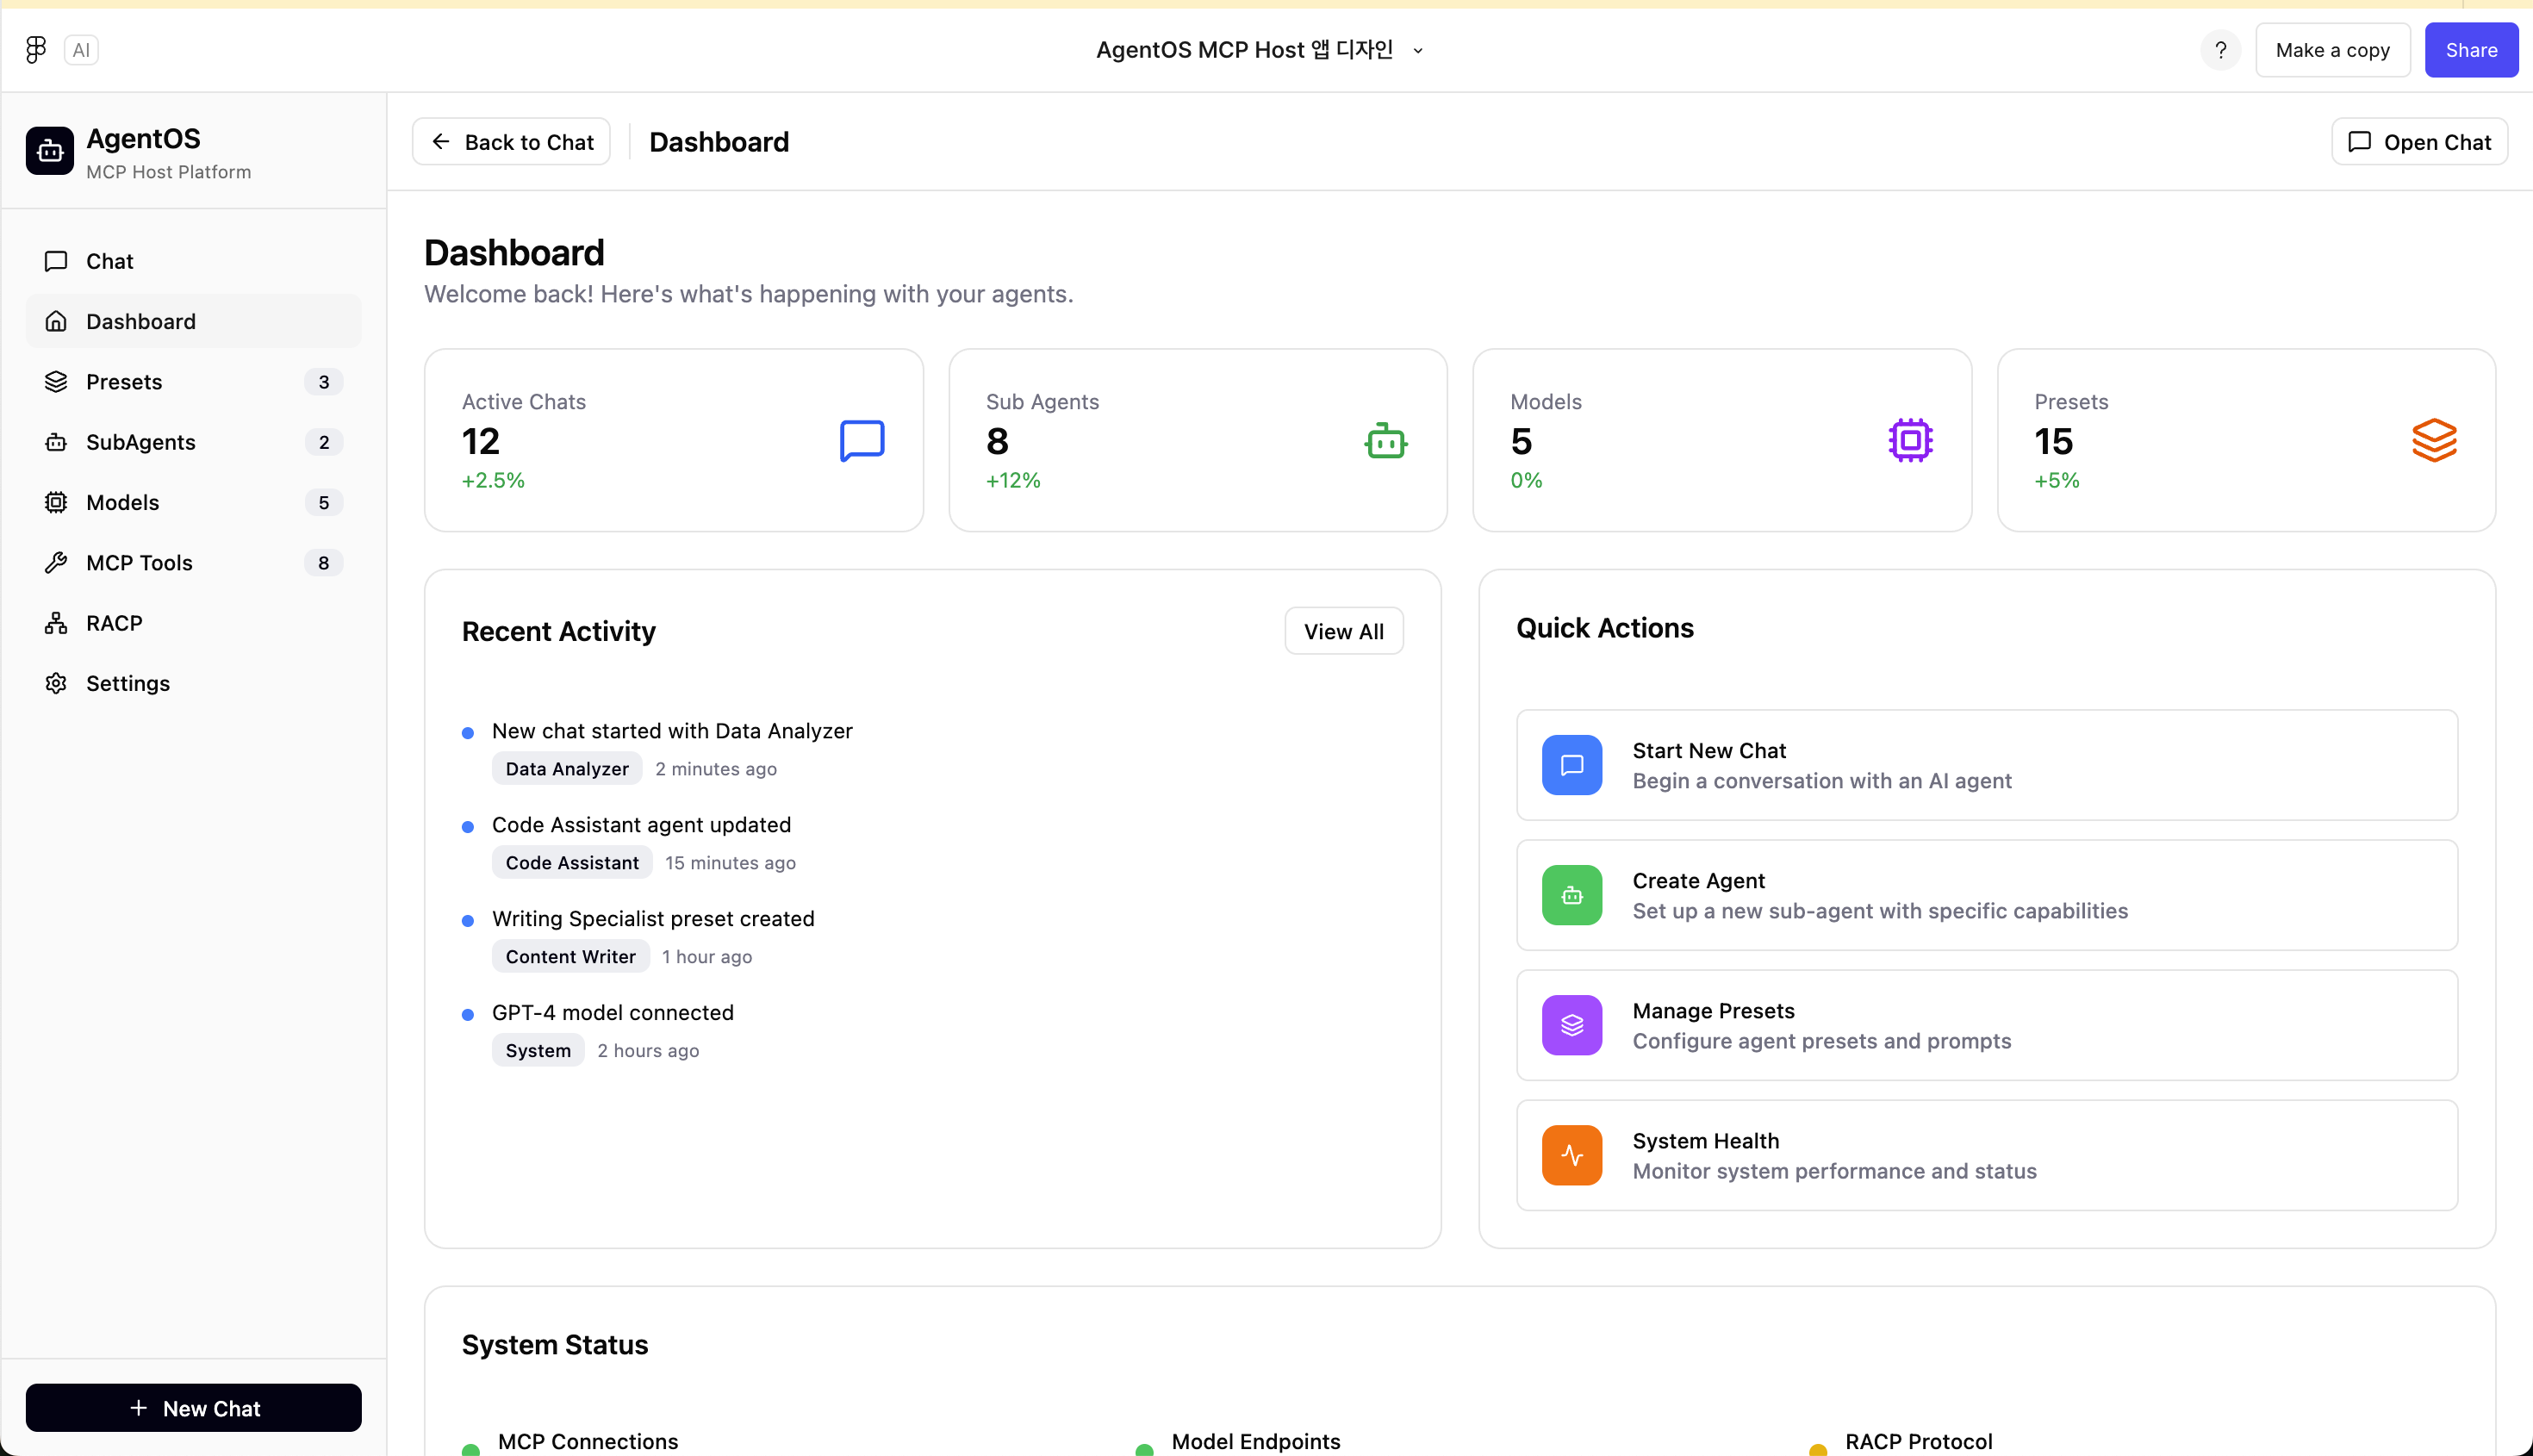 AI
AgentOS MCP Host 앱 디자인
?
Make a copy
Share
AgentOS
MCP Host Platform
Back to Chat
Dashboard
Open Chat
Chat
Dashboard
Presets 3
SubAgents 2
Models 5
MCP Tools 8
RACP
Settings
New Chat
Dashboard
Welcome back! Here's what's happening with your agents.
Active Chats
12
+2.5%
Sub Agents
8
+12%
Models
5
0%
Presets
15
+5%
Recent Activity
View All
New chat started with Data Analyzer
Data Analyzer 2 minutes ago
Code Assistant agent updated
Code Assistant 15 minutes ago
Writing Specialist preset created
Content Writer 1 hour ago
GPT-4 model connected
System 2 hours ago
Quick Actions
Start New Chat
Begin a conversation with an AI agent
Create Agent
Set up a new sub-agent with specific capabilities
Manage Presets
Configure agent presets and prompts
System Health
Monitor system performance and status
System Status
MCP Connections
Model Endpoints
RACP Protocol